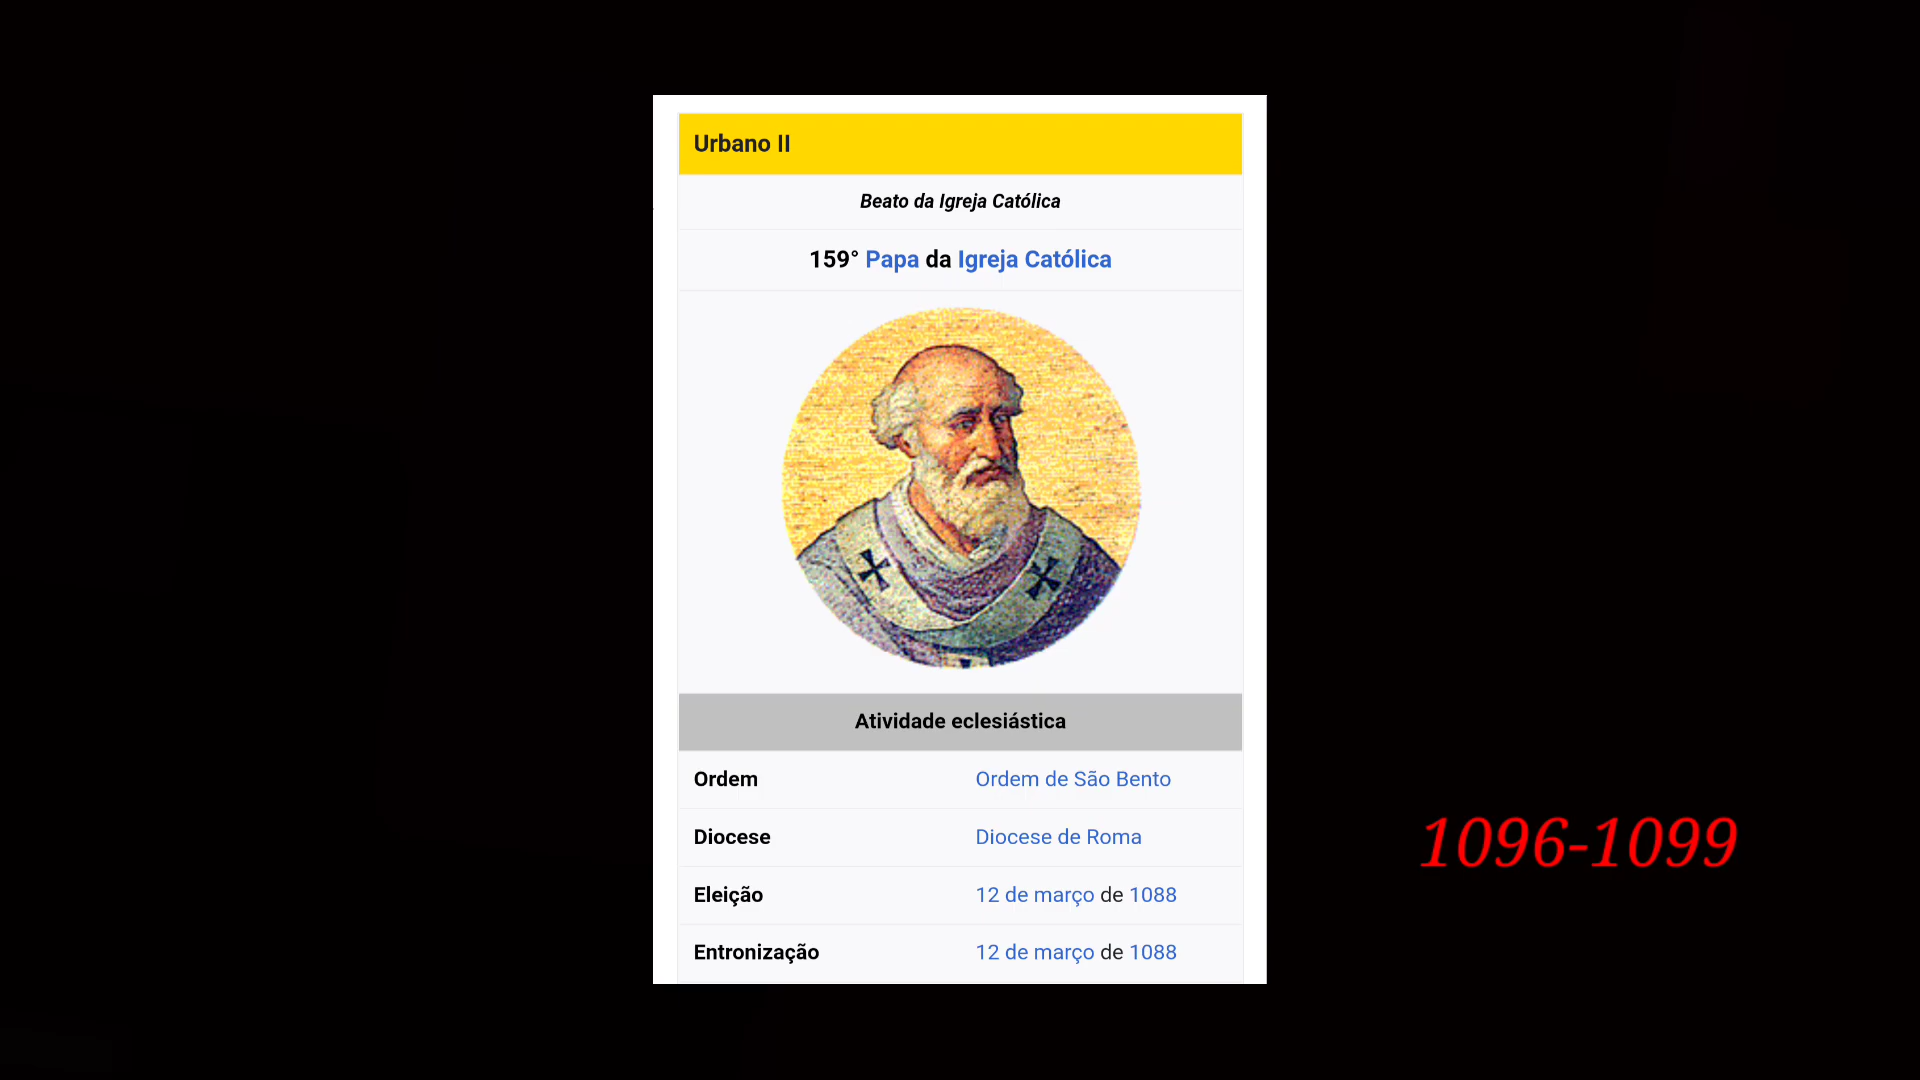 Urbano II
Beato da Igreja Católica
159° Papa da Igreja Católica
Atividade eclesiástica
Ordem Ordem de São Bento
Diocese Diocese de Roma
Eleição 12 de março de 1088
Entronização 12 de março de 1088
1096-1099